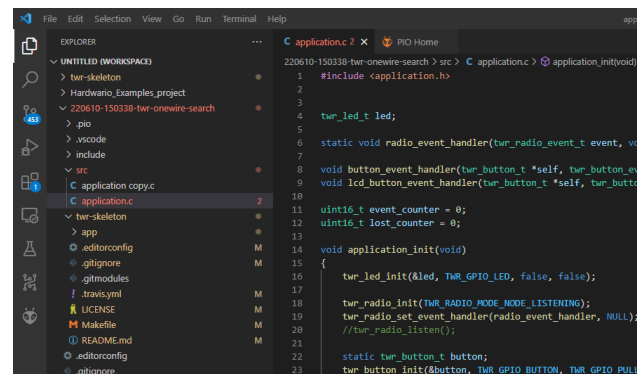 File Edit Selection View Go Run Terminal Help app
EXPLORER ...
UNTITLED (WORKSPACE)
twr-skeleton
Hardwario_Examples_project
220610-150338-twr-onewire-search
.pio
.vscode
include
src
C application copy.c
C application.c 2
twr-skeleton
app
.editorconfig M
.gitignore M
.gitmodules
! .travis.yml M
LICENSE M
M Makefile M
README.md M
.editorconfig
.gitignore
453
1
C application.c 2 PIO Home
220610-150338-twr-onewire-search > src > C application.c > application_init(void)
1 #include <application.h>
2
3
4 twr_led_t led;
5
6 static void radio_event_handler(twr_radio_event_t event, vo
7
8 void button_event_handler(twr_button_t *self, twr_button_ev
9 void lcd_button_event_handler(twr_button_t *self, twr_butto
10
11 uint16_t event_counter = 0;
12 uint16_t lost_counter = 0;
13
14 void application_init(void)
15 {
16 twr_led_init(&led, TWR_GPIO_LED, false, false);
17
18 twr_radio_init(TWR_RADIO_MODE_NODE_LISTENING);
19 twr_radio_set_event_handler(radio_event_handler, NULL);
20 //twr_radio_listen();
21
22 static twr_button_t button;
23 twr_button_init(&button, TWR_GPIO_BUTTON, TWR_GPIO_PULL